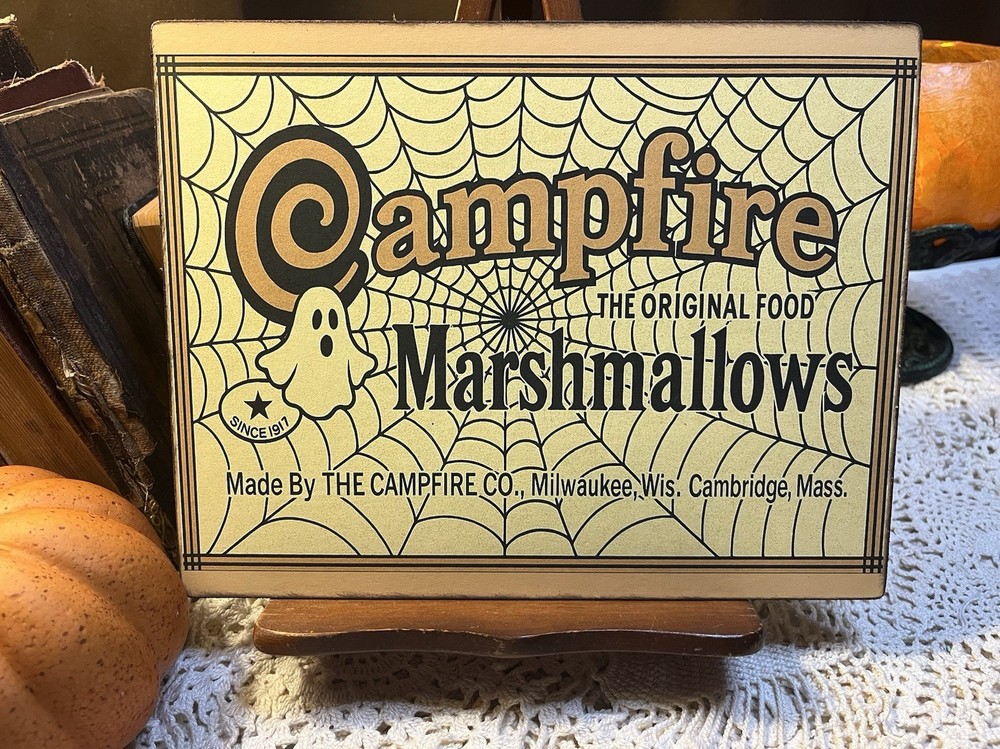 Campfire
THE ORIGINAL FOOD
Marshmallows
SINCE 1917
Made By THE CAMPFIRE CO., Milwaukee, Wis. Cambridge, Mass.